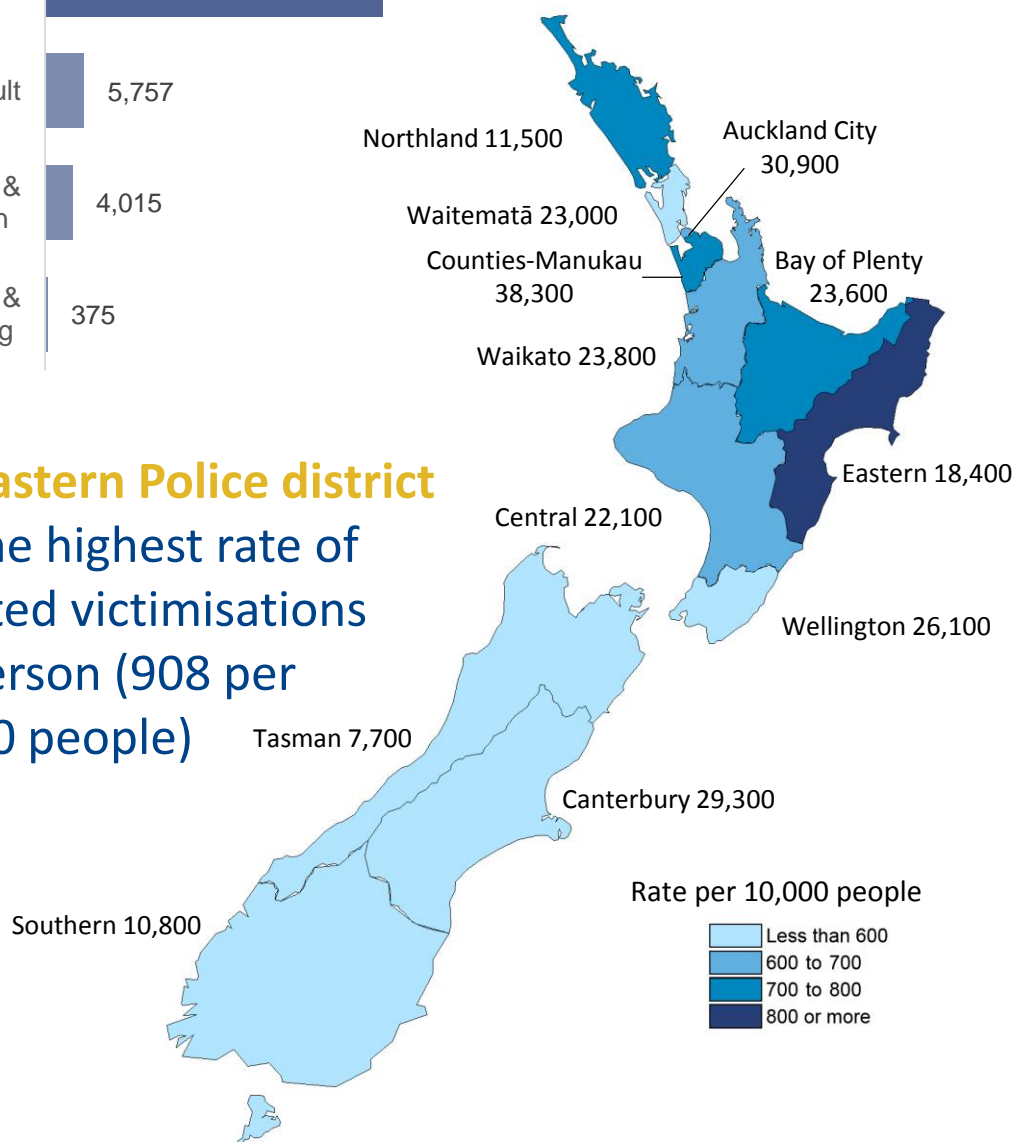 ult
5,757
&
n
4,015
&
g
375
astern Police district
ne highest rate of
ted victimisations
erson (908 per
0 people)
Northland 11,500
Auckland City
30,900
Waitematā 23,000
Counties-Manukau
38,300
Bay of Plenty
23,600
Waikato 23,800
Eastern 18,400
Central 22,100
Wellington 26,100
Tasman 7,700
Canterbury 29,300
Southern 10,800
Rate per 10,000 people
Less than 600
600 to 700
700 to 800
800 or more